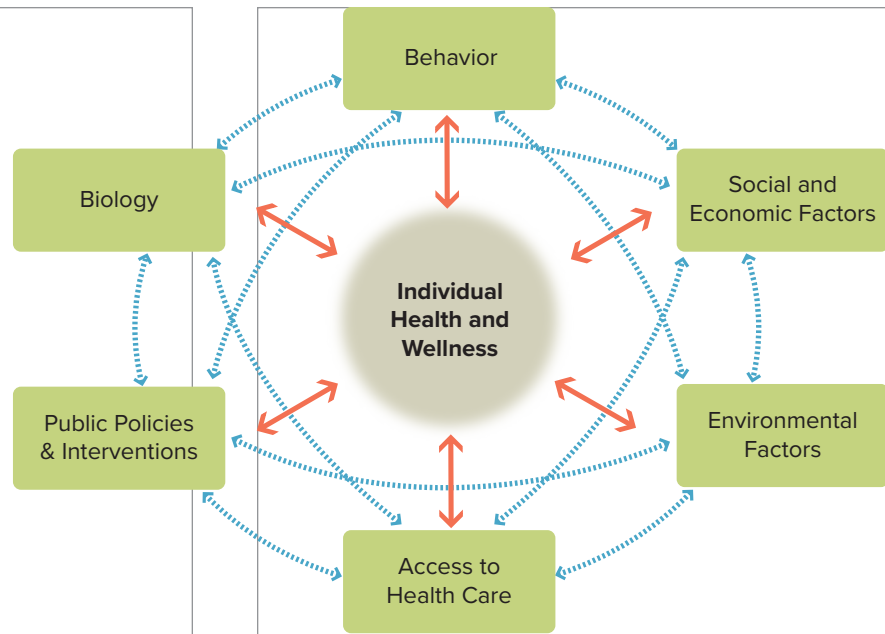 Behavior
Biology
Social and
Economic Factors
Individual
Health and
Wellness
Public Policies
& Interventions
Environmental
Factors
Access to
Health Care